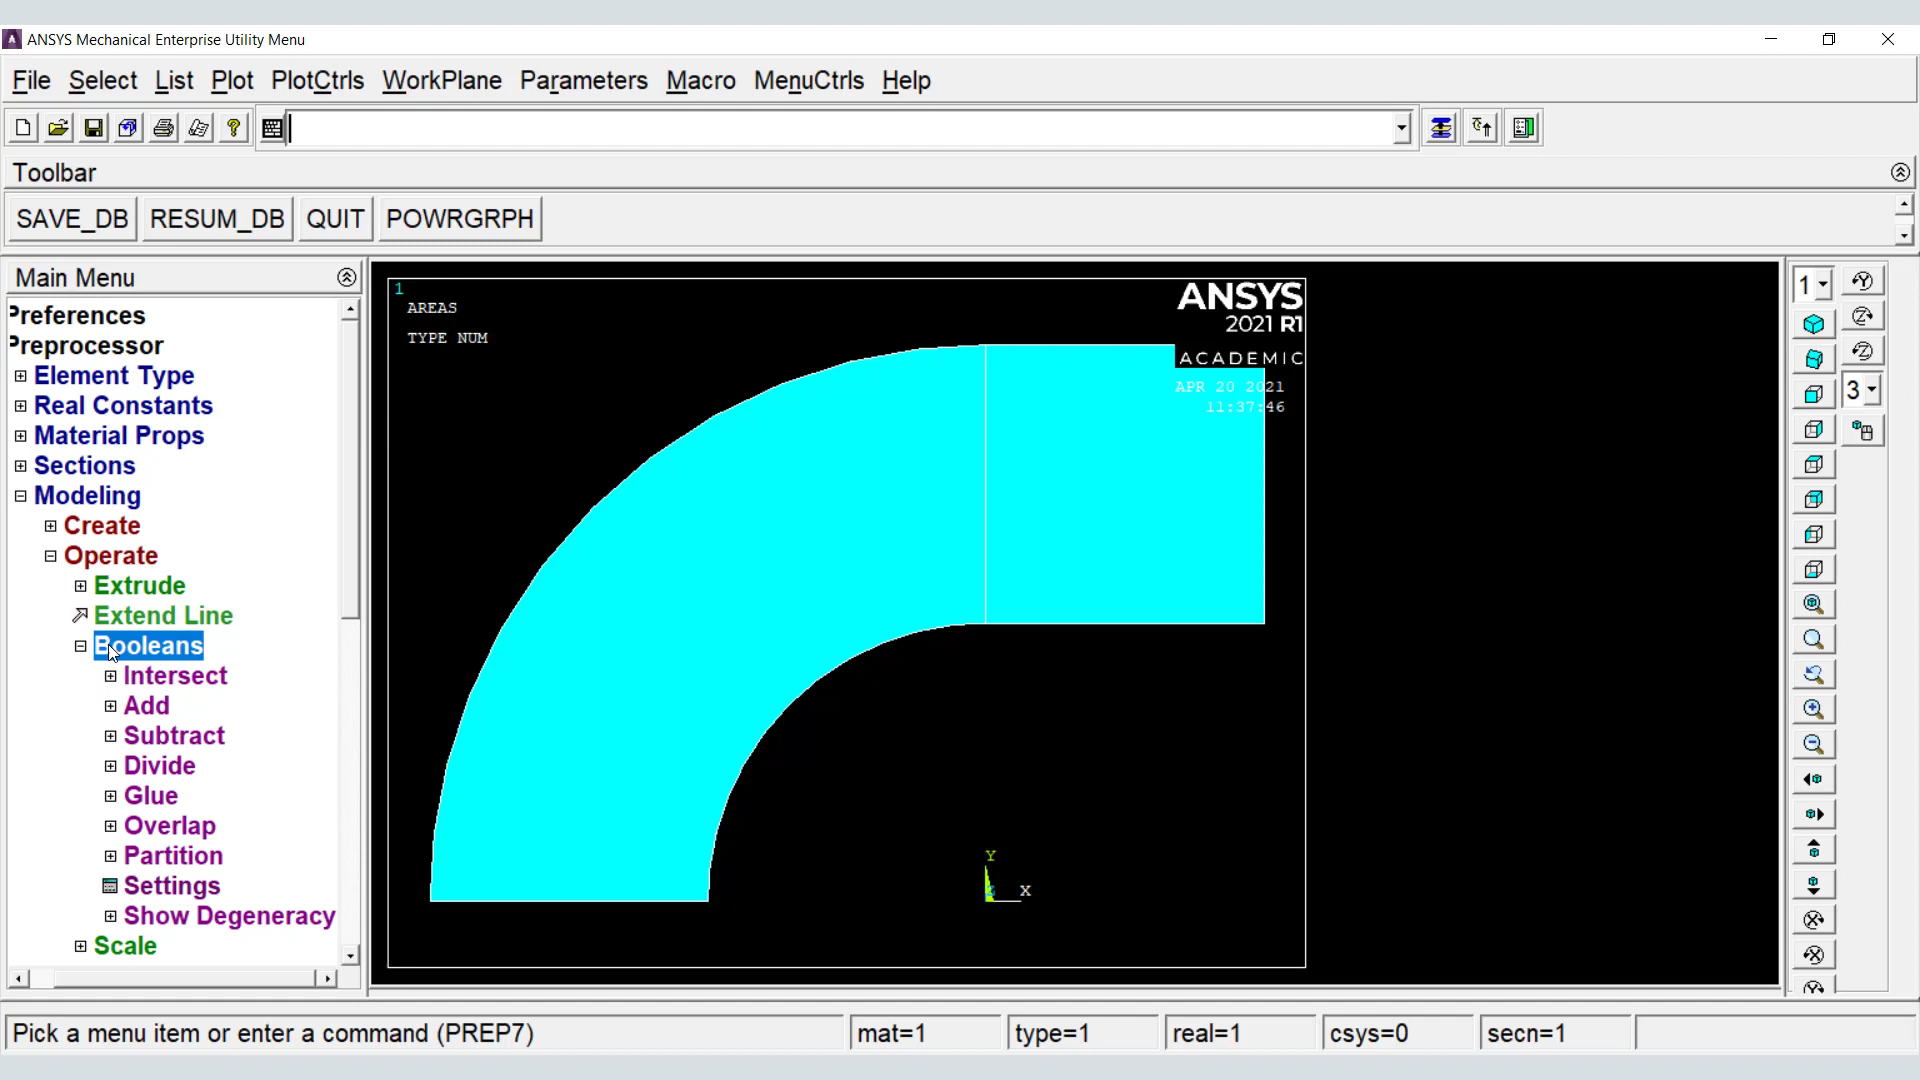 ANSYS Mechanical Enterprise Utility Menu
File Select List Plot PlotCtrls WorkPlane Parameters Macro MenuCtrls Help
Toolbar
SAVE_DB RESUM_DB QUIT POWRGRPH
Main Menu
Preferences
Preprocessor
Element Type
Real Constants
Material Props
Sections
Modeling
Create
Operate
Extrude
Extend Line
Booleans
Intersect
Add
Subtract
Divide
Glue
Overlap
Partition
Settings
Show Degeneracy
Scale
1
AREAS
TYPE NUM
ANSYS
2021 R1
ACADEMIC
APR 20 2021
11:37:46
Y
Z
X
1
3
Pick a menu item or enter a command (PREP7) mat=1 type=1 real=1 csys=0 secn=1